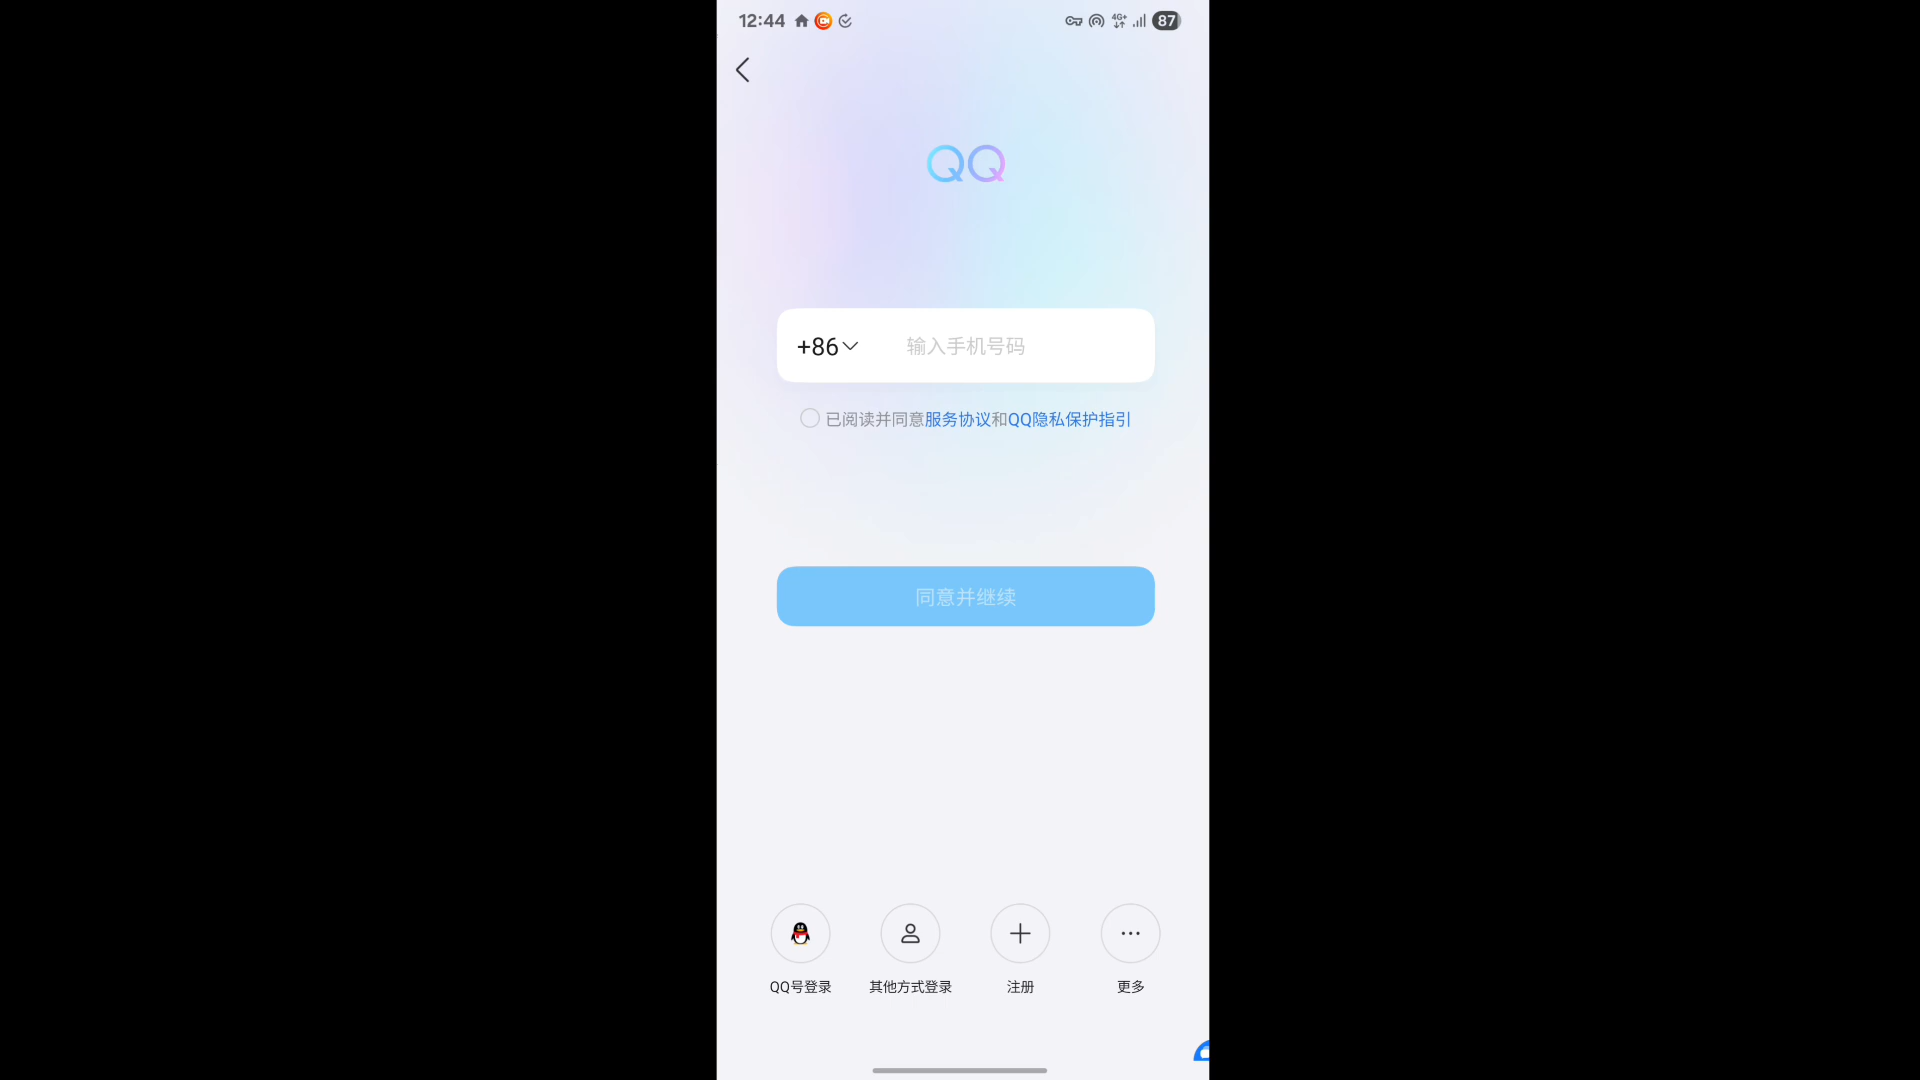 12:44
4G+
87
QQ
+86 输入手机号码
已阅读并同意服务协议和QQ隐私保护指引
同意并继续
QQ号登录 其他方式登录 注册 更多